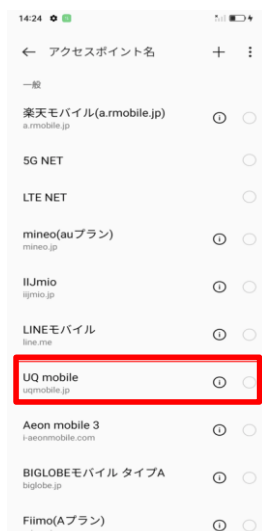 14:24
← アクセスポイント名
一般
楽天モバイル(a.rmobile.jp)
a.rmobile.jp
5G NET
LTE NET
mineo(auプラン)
mineo.jp
IIJmio
iijmio.jp
LINEモバイル
line.me
UQ mobile
uqmobile.jp
Aeon mobile 3
i-aeonmobile.com
BIGLOBEモバイル タイプA
biglobe.jp
Fiimo(Aプラン)